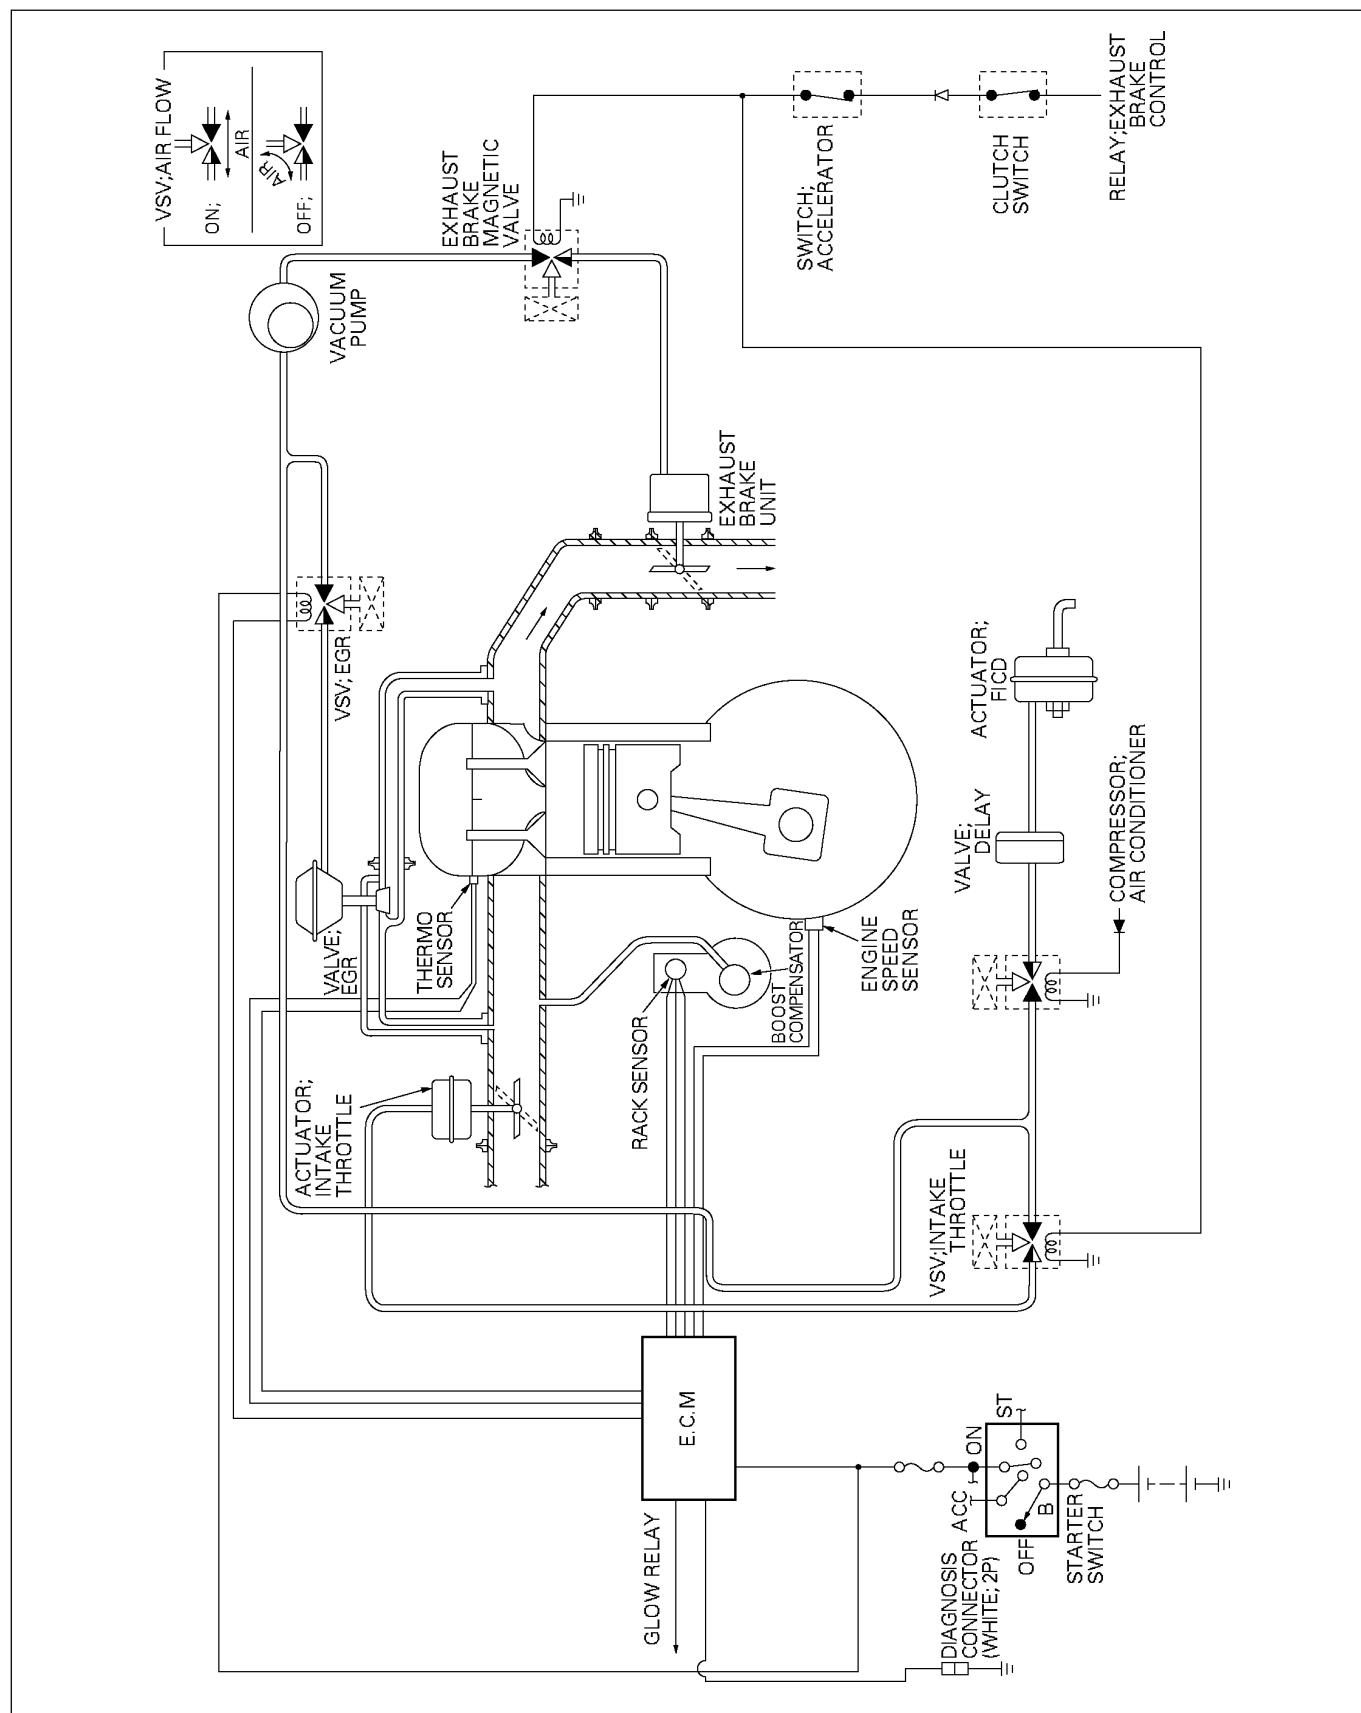 VSV;AIR FLOW
ON;
AIR
OFF;
AIR
VACUUM
PUMP
EXHAUST
BRAKE
MAGNETIC
VALVE
SWITCH;
ACCELERATOR
CLUTCH
SWITCH
RELAY;EXHAUST
BRAKE
CONTROL
VSV; EGR
EXHAUST
BRAKE
UNIT
VALVE;
EGR
THERMO
SENSOR
ACTUATOR;
INTAKE
THROTTLE
RACK SENSOR
BOOST
COMPENSATOR
ENGINE
SPEED
SENSOR
ACTUATOR;
FICD
VALVE;
DELAY
COMPRESSOR;
AIR CONDITIONER
VSV;INTAKE
THROTTLE
E.C.M
GLOW RELAY
DIAGNOSIS
CONNECTOR
(WHITE; 2P)
ACC
ON
ST
OFF
B
STARTER
SWITCH